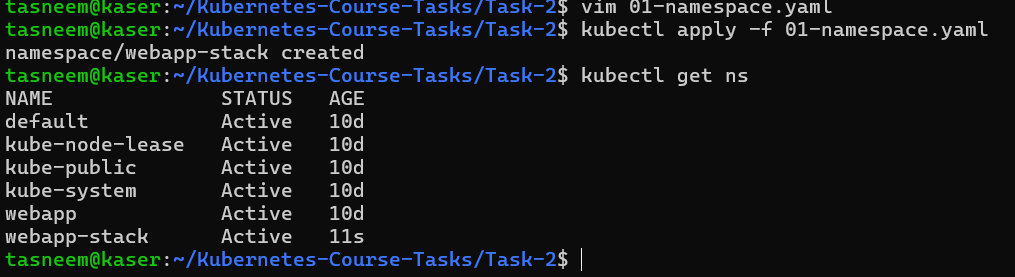 tasneem@kaser:~/Kubernetes-Course-Tasks/Task-2$ vim 01-namespace.yaml
tasneem@kaser:~/Kubernetes-Course-Tasks/Task-2$ kubectl apply -f 01-namespace.yaml
namespace/webapp-stack created
tasneem@kaser:~/Kubernetes-Course-Tasks/Task-2$ kubectl get ns
NAME              STATUS   AGE
default           Active   10d
kube-node-lease   Active   10d
kube-public       Active   10d
kube-system       Active   10d
webapp            Active   10d
webapp-stack      Active   11s
tasneem@kaser:~/Kubernetes-Course-Tasks/Task-2$